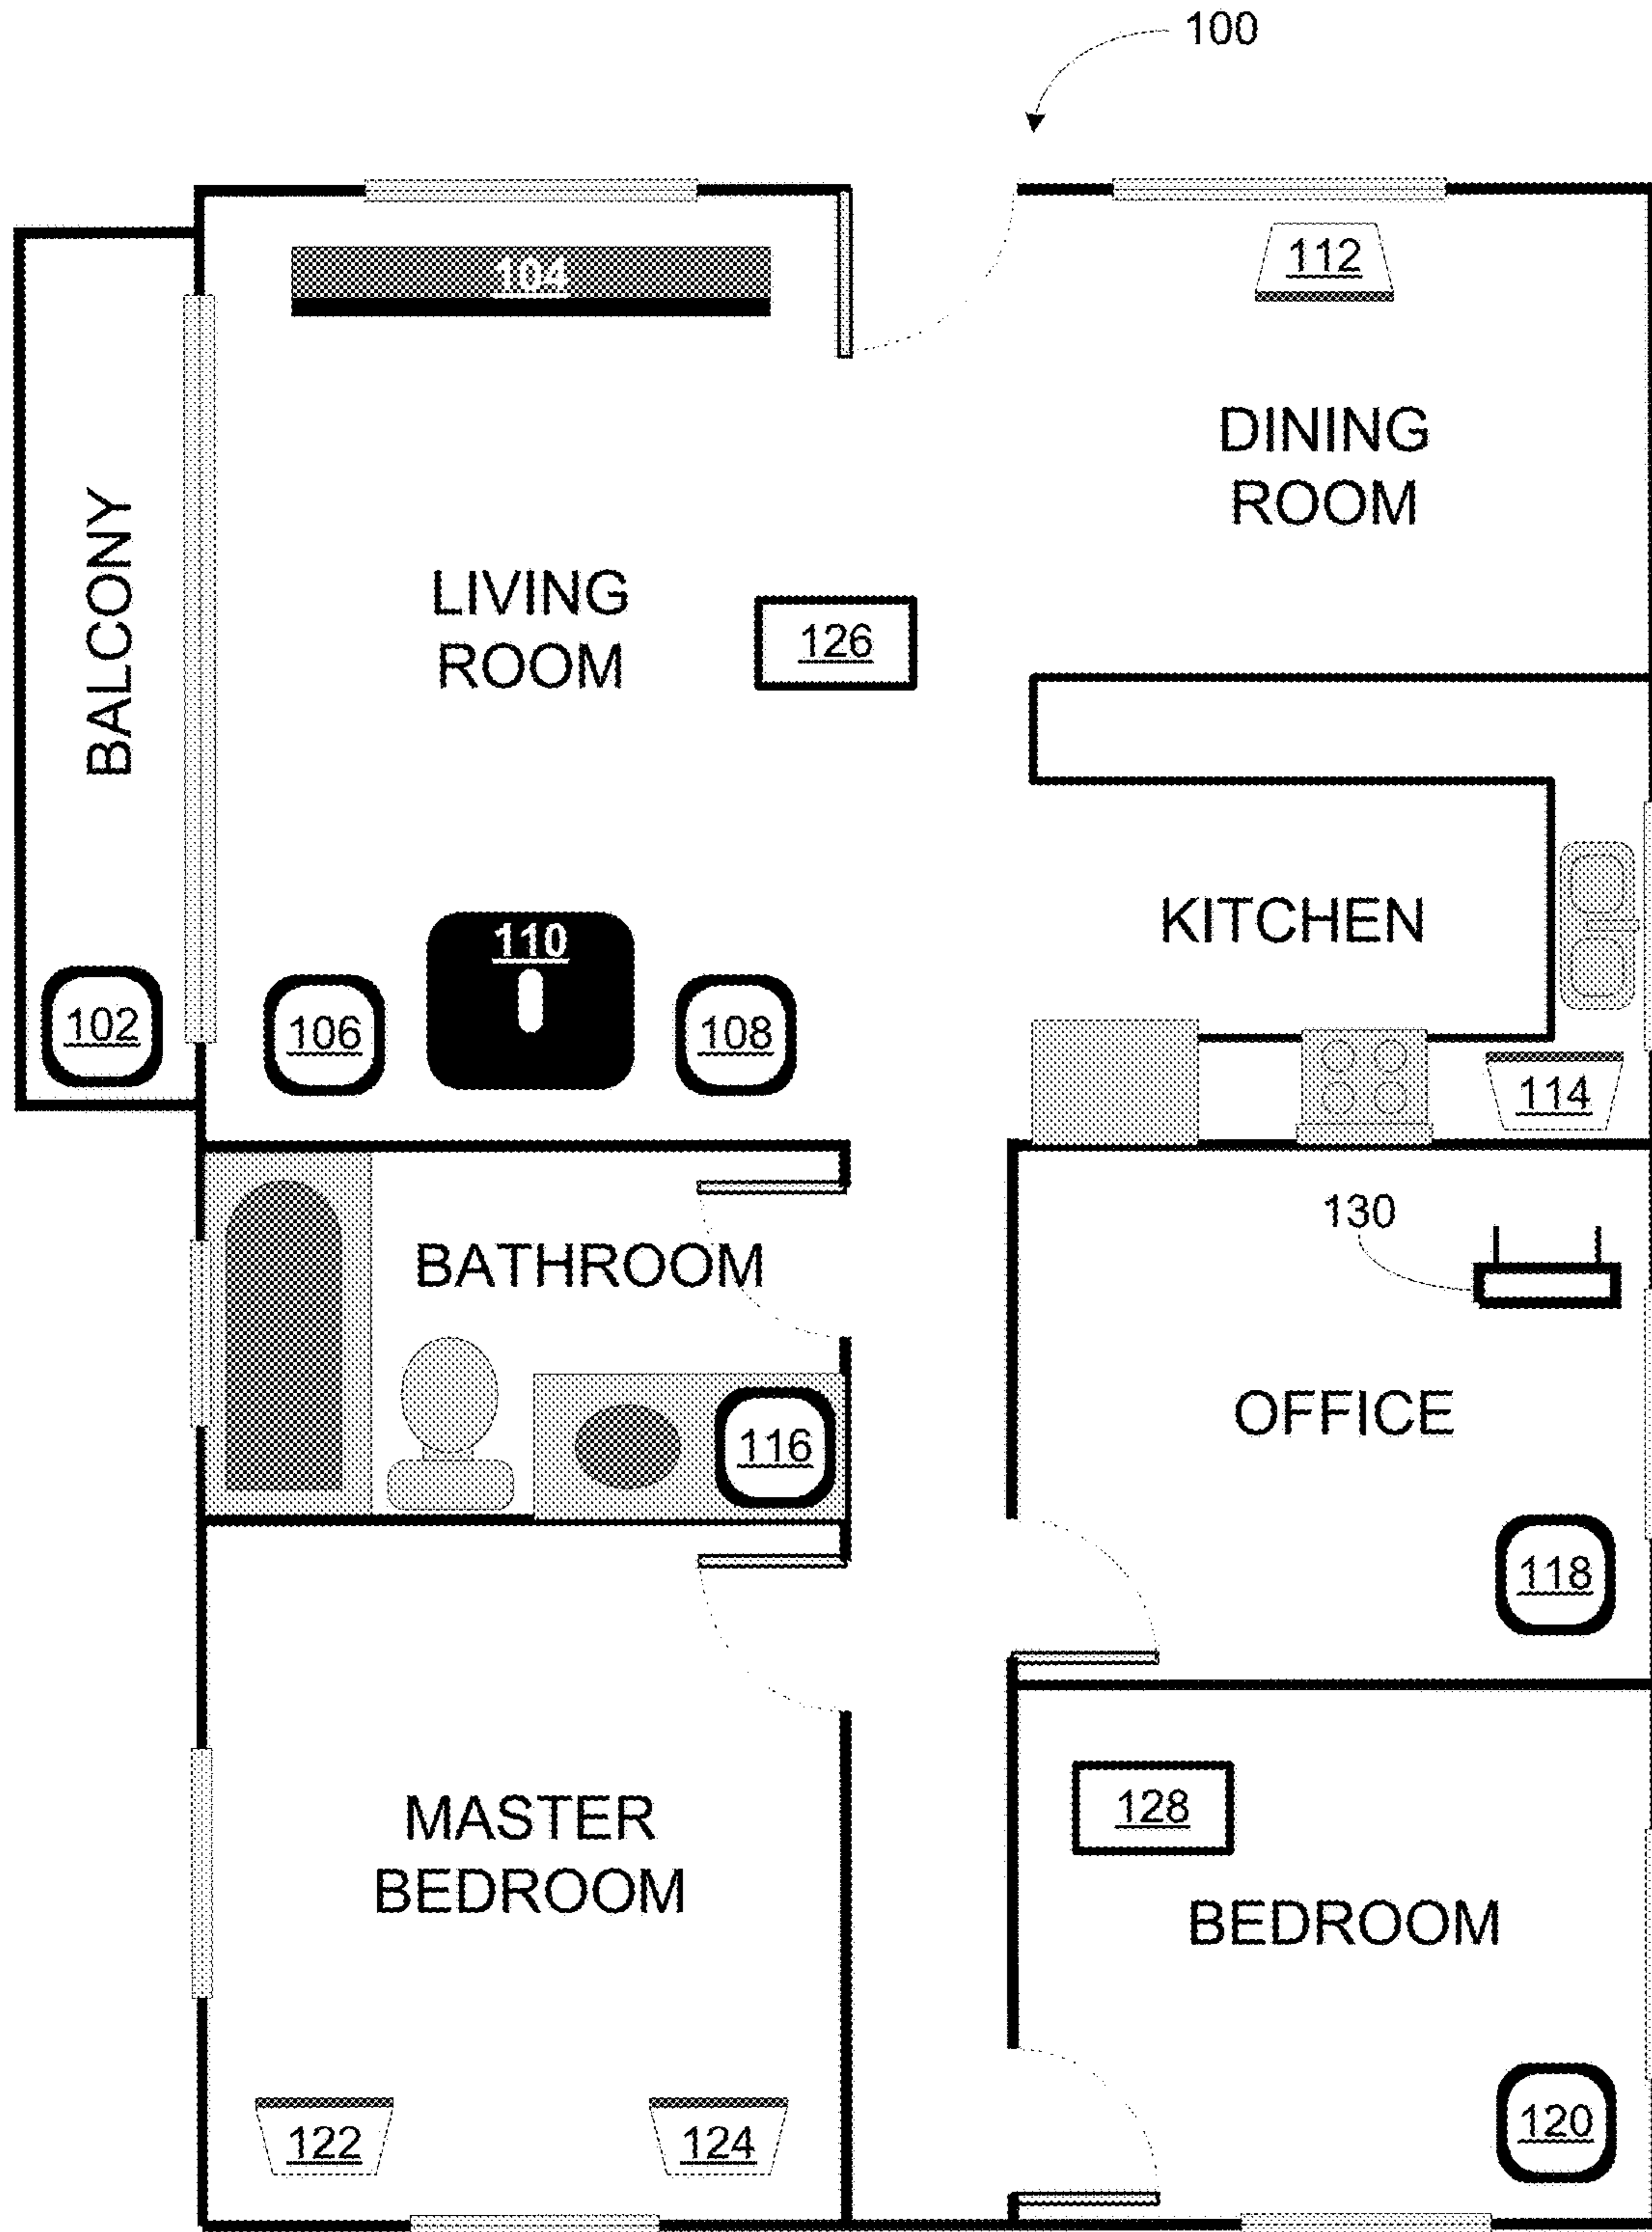 100
104
112
DINING
ROOM
BALCONY
LIVING
ROOM
126
110
KITCHEN
102
106
108
114
130
BATHROOM
OFFICE
116
118
MASTER
BEDROOM
128
BEDROOM
122
124
120